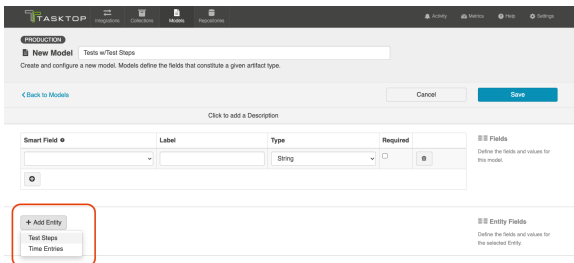 TASKTOP
Integrations
Collections
Models
Repositories
Activity
Metrics
Help
Settings
PRODUCTION
New Model
Tests w/Test Steps
Create and configure a new model. Models define the fields that constitute a given artifact type.
Back to Models
Cancel
Save
Click to add a Description
Smart Field
Label
Type
Required
String
Fields
Define the fields and values for
this model.
+ Add Entity
Test Steps
Time Entries
Entity Fields
Define the fields and values for
the selected Entity.